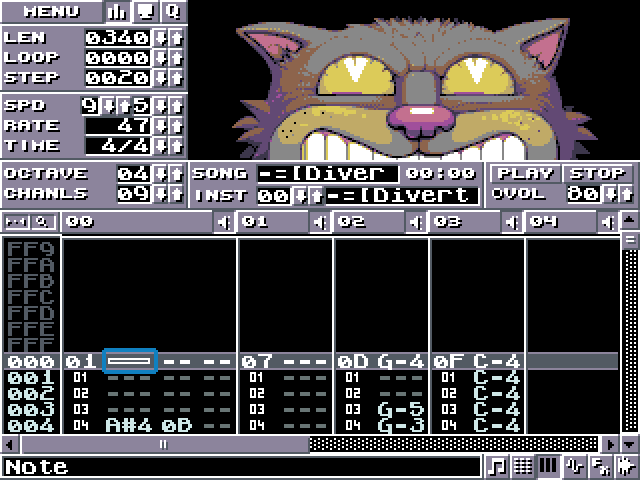 MENU Q
LEN 0340
LOOP 0000
STEP 0020
SPD 9 5
RATE 47
TIME 4/4
OCTAVE 04 SONG -=[Diver 00:00 PLAY STOP
CHANLS 09 INST 00 -=[Divert OVOL 80
00 01 02 03 04
FF9
FFA
FFB
FFC
FFD
FFE
FFF
000 01 -- -- 07 --- 0D G-4 0F C-4
001 01 --- -- -- 01 --- 01 --- 01 C-4
002 02 --- -- -- 02 --- 02 --- 02 C-4
003 03 --- -- -- 03 --- 03 G-5 03 C-4
004 04 A#4 0B -- 04 --- 04 G-3 04 C-4
Note